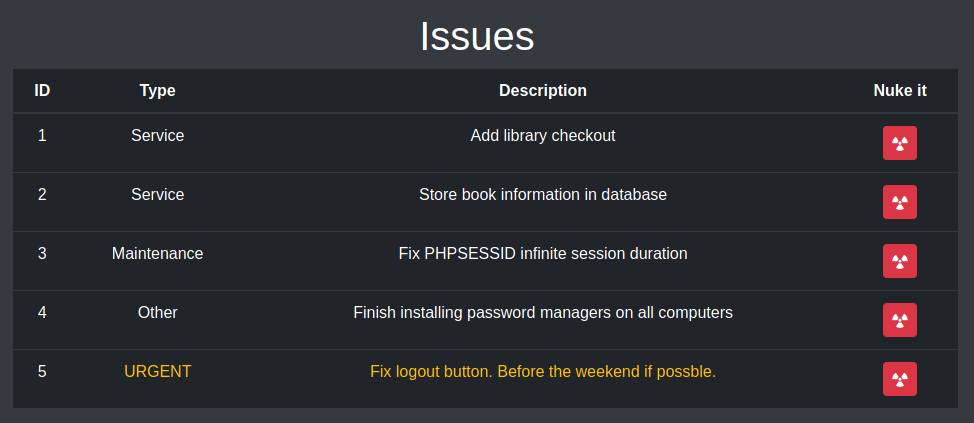 Issues
ID Type Description Nuke it
1 Service Add library checkout
2 Service Store book information in database
3 Maintenance Fix PHPSESSID infinite session duration
4 Other Finish installing password managers on all computers
5 URGENT Fix logout button. Before the weekend if possble.